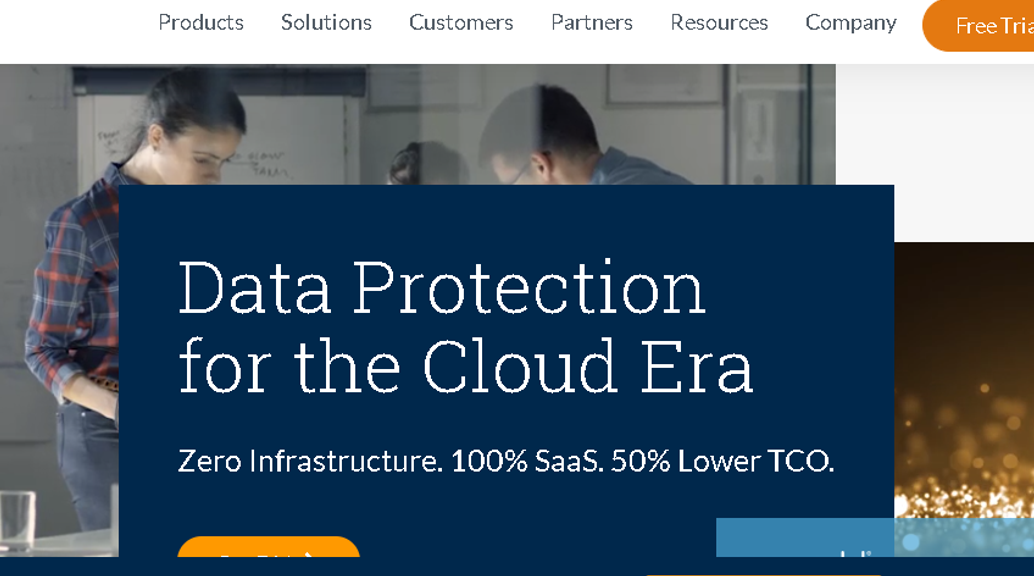 Products Solutions Customers Partners Resources Company
Data Protection
for the Cloud Era
Zero Infrastructure. 100% SaaS. 50% Lower TCO.
Free